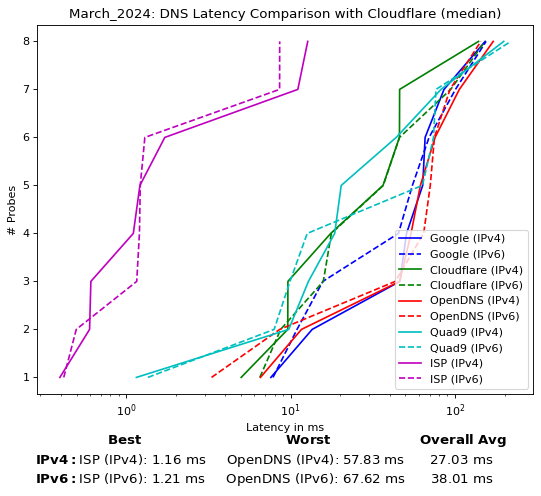 March_2024: DNS Latency Comparison with Cloudflare (median)
# Probes
8
7
6
5
4
3
2
1
Google (IPv4)
Google (IPv6)
Cloudflare (IPv4)
Cloudflare (IPv6)
OpenDNS (IPv4)
OpenDNS (IPv6)
Quad9 (IPv4)
Quad9 (IPv6)
ISP (IPv4)
ISP (IPv6)
10⁰ 10¹ 10²
Latency in ms
Best Worst Overall Avg
IPv4: ISP (IPv4): 1.16 ms OpenDNS (IPv4): 57.83 ms 27.03 ms
IPv6: ISP (IPv6): 1.21 ms OpenDNS (IPv6): 67.62 ms 38.01 ms